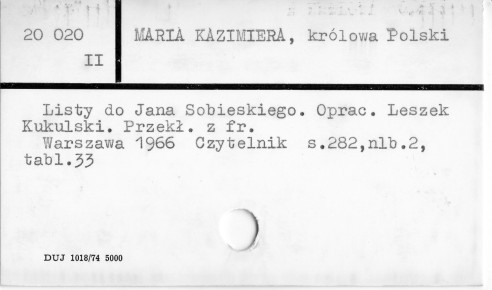 20 020
II
MARIA KAZIMIERA, królowa Polski
Listy do Jana Sobieskiego. Oprac. Leszek
Kukulski. Przekł. z fr.
Warszawa 1966 Czytelnik s.282,nlb.2,
tabl.33
DUJ 1018/74 5000